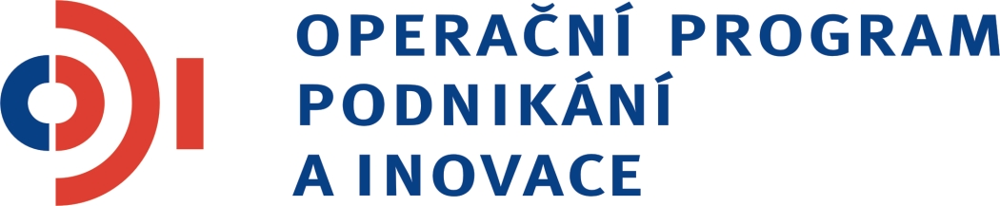 OPERAČNÍ PROGRAM
PODNIKÁNÍ
A INOVACE